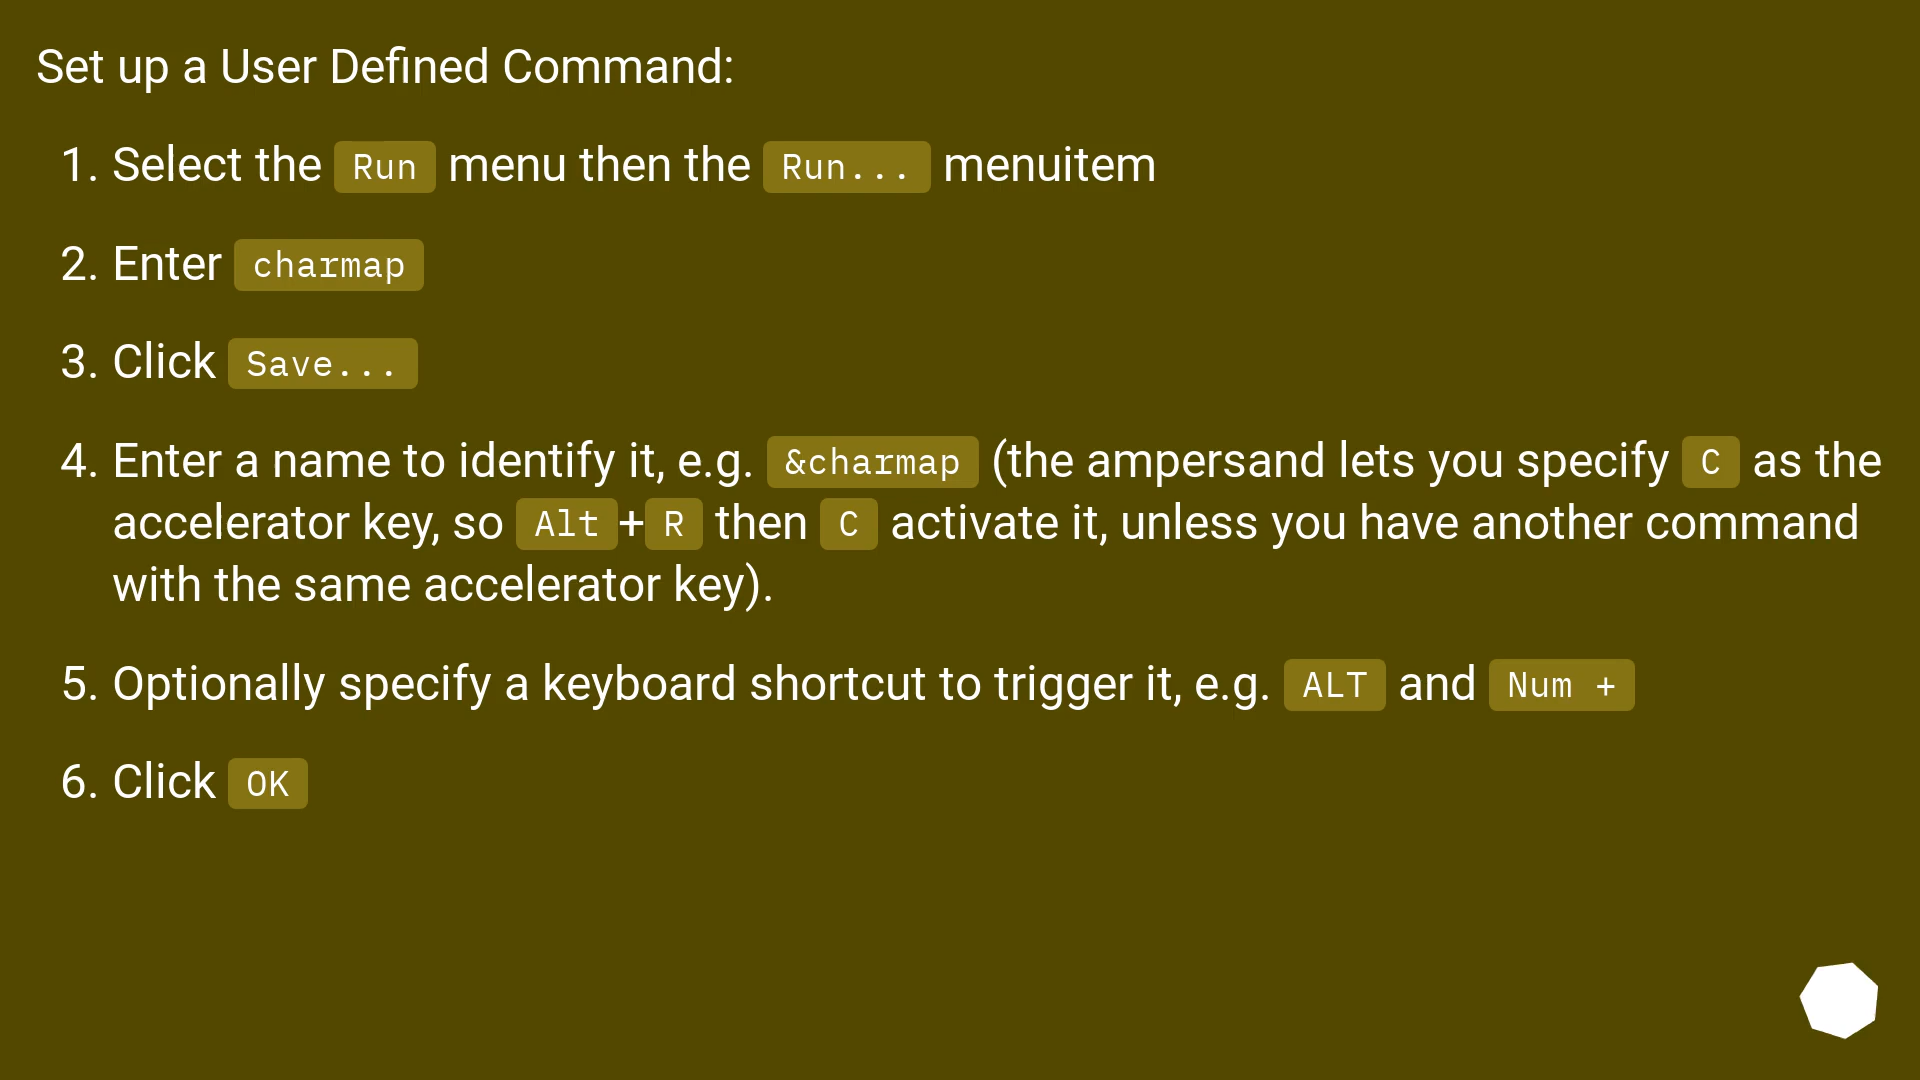 Set up a User Defined Command:
1. Select the Run menu then the Run... menuitem
2. Enter charmap
3. Click Save...
4. Enter a name to identify it, e.g. &charmap (the ampersand lets you specify C as the
accelerator key, so Alt+R then C activate it, unless you have another command
with the same accelerator key).
5. Optionally specify a keyboard shortcut to trigger it, e.g. ALT and Num +
6. Click OK